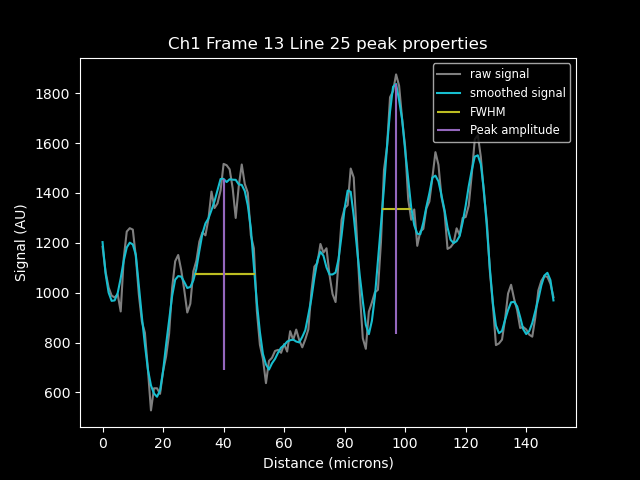 Ch1 Frame 13 Line 25 peak properties
raw signal
smoothed signal
FWHM
Peak amplitude
Signal (AU)
1800
1600
1400
1200
1000
800
600
0 20 40 60 80 100 120 140
Distance (microns)